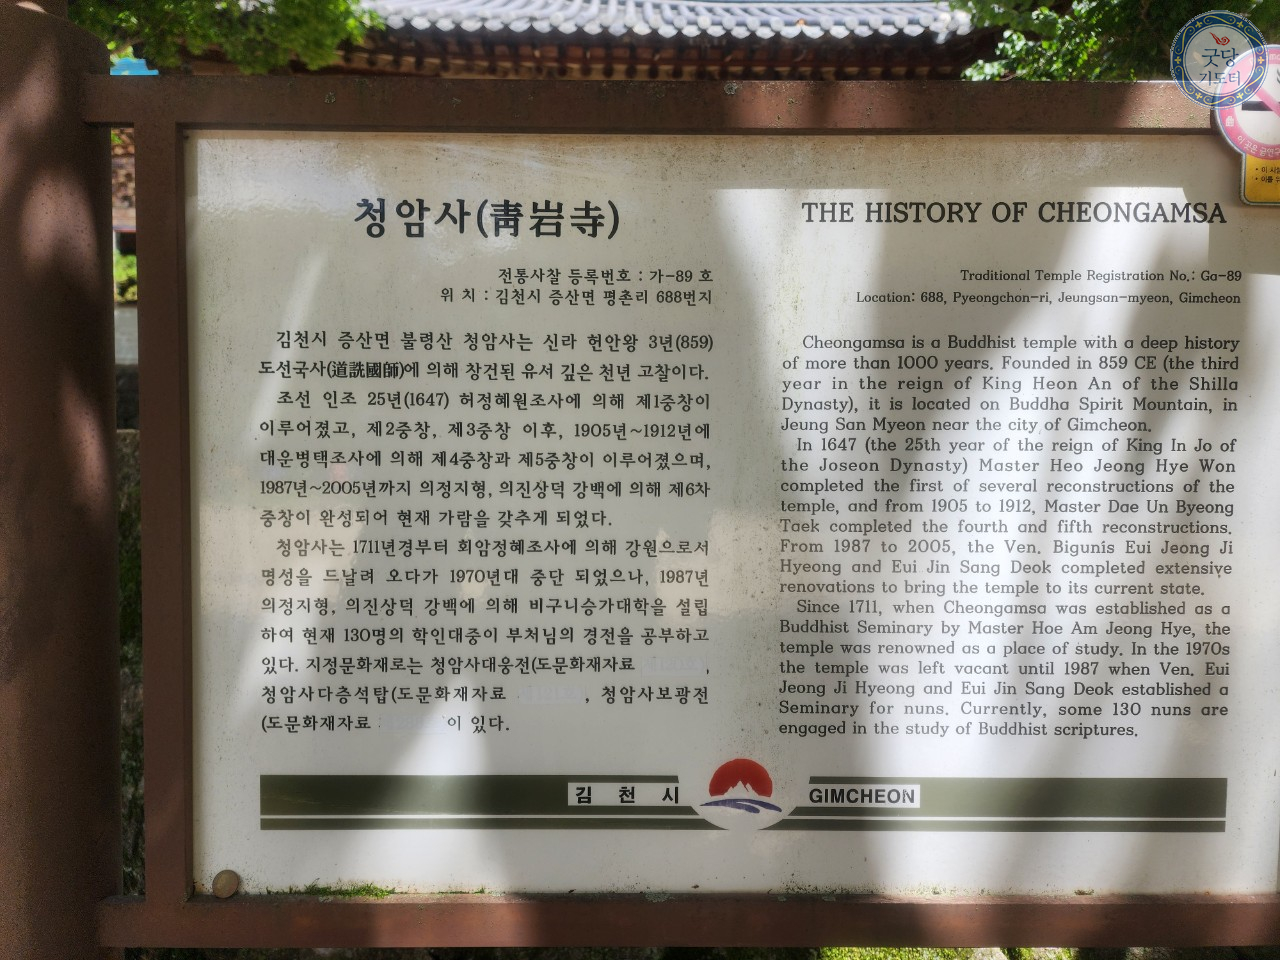 굿당
기도터
청암사(靑岩寺)
전통사찰 등록번호 : 가-89 호
위 치 : 김천시 증산면 평촌리 688번지
김천시 증산면 불령산 청암사는 신라 헌안왕 3년(859)
도선국사(道詵國師)에 의해 창건된 유서 깊은 천년 고찰이다.
조선 인조 25년(1647) 허정혜원조사에 의해 제1중창이
이루어졌고, 제2중창, 제3중창 이후, 1905년~1912년에
대운병택조사에 의해 제4중창과 제5중창이 이루어졌으며,
1987년~2005년까지 의정지형, 의진상덕 강백에 의해 제6차
중창이 완성되어 현재 가람을 갖추게 되었다.
청암사는 1711년경부터 회암정혜조사에 의해 강원으로서
명성을 드날려 오다가 1970년대 중단 되었으나, 1987년
의정지형, 의진상덕 강백에 의해 비구니승가대학을 설립
하여 현재 130명의 학인대중이 부처님의 경전을 공부하고
있다. 지정문화재로는 청암사대웅전(도문화재자료 ,
청암사다층석탑(도문화재자료 , 청암사보광전
(도문화재자료 이 있다.
THE HISTORY OF CHEONGAMSA
Traditional Temple Registration No.: Ga-89
Location: 688, Pyeongchon-ri, Jeungsan-myeon, Gimcheon
Cheongamsa is a Buddhist temple with a deep history
of more than 1000 years. Founded in 859 CE (the third
year in the reign of King Heon An of the Shilla
Dynasty), it is located on Buddha Spirit Mountain, in
Jeung San Myeon near the city of Gimcheon.
In 1647 (the 25th year of the reign of King In Jo of
the Joseon Dynasty) Master Heo Jeong Hye Won
completed the first of several reconstructions of the
temple, and from 1905 to 1912, Master Dae Un Byeong
Taek completed the fourth and fifth reconstructions.
From 1987 to 2005, the Ven. Bigunis Eui Jeong Ji
Hyeong and Eui Jin Sang Deok completed extensive
renovations to bring the temple to its current state.
Since 1711, when Cheongamsa was established as a
Buddhist Seminary by Master Hoe Am Jeong Hye, the
temple was renowned as a place of study. In the 1970s
the temple was left vacant until 1987 when Ven. Eui
Jeong Ji Hyeong and Eui Jin Sang Deok established a
Seminary for nuns. Currently, some 130 nuns are
engaged in the study of Buddhist scriptures.
김 천 시
GIMCHEON